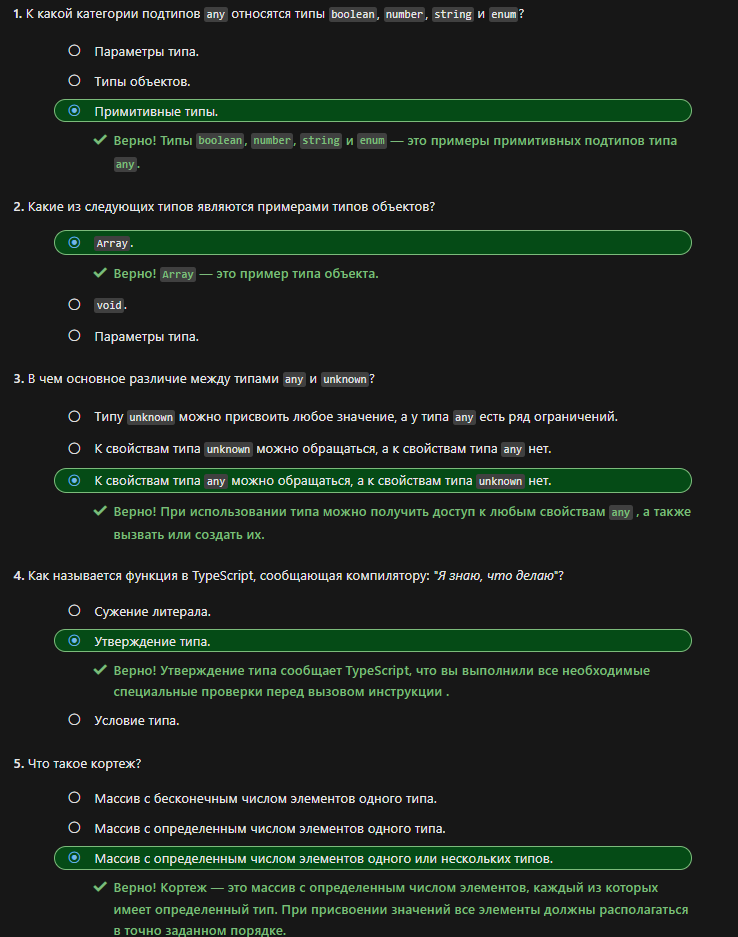 1. К какой категории подтипов any относятся типы boolean, number, string и enum?
Параметры типа.
Типы объектов.
Примитивные типы.
Верно! Типы boolean, number, string и enum — это примеры примитивных подтипов типа
any.
2. Какие из следующих типов являются примерами типов объектов?
Array.
Верно! Array — это пример типа объекта.
void.
Параметры типа.
3. В чем основное различие между типами any и unknown?
Типу unknown можно присвоить любое значение, а у типа any есть ряд ограничений.
К свойствам типа unknown можно обращаться, а к свойствам типа any нет.
К свойствам типа any можно обращаться, а к свойствам типа unknown нет.
Верно! При использовании типа можно получить доступ к любым свойствам any , а также
вызвать или создать их.
4. Как называется функция в TypeScript, сообщающая компилятору: "Я знаю, что делаю"?
Сужение литерала.
Утверждение типа.
Верно! Утверждение типа сообщает TypeScript, что вы выполнили все необходимые
специальные проверки перед вызовом инструкции .
Условие типа.
5. Что такое кортеж?
Массив с бесконечным числом элементов одного типа.
Массив с определенным числом элементов одного типа.
Массив с определенным числом элементов одного или нескольких типов.
Верно! Кортеж — это массив с определенным числом элементов, каждый из которых
имеет определенный тип. При присвоении значений все элементы должны располагаться
в точно заданном порядке.